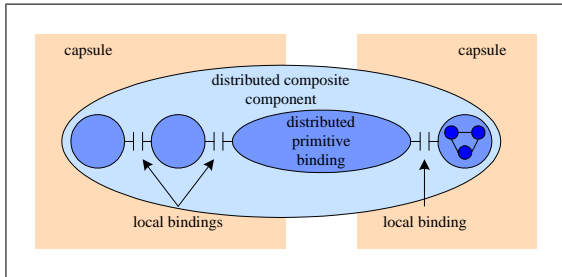 capsule
capsule
distributed composite
component
distributed
primitive
binding
local bindings
local binding